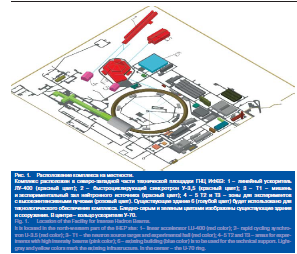 Рис. 1. Расположение комплекса на местности.
Комплекс расположен в северо-западной части технической площадки ГНЦ ИФВЭ: 1 – линейный ускоритель
ЛУ-400 (красный цвет); 2 – быстроциклирующий синхротрон У-3,5 (красный цвет); 3 – Т1 – мишень
и экспериментальный зал нейтронного источника (красный цвет); 4 – 5 Т2 и Т3 – зоны для экспериментов
с высокоинтенсивными пучками (розовый цвет). Существующее здание 6 (голубой цвет) будет использовано для
технологического обеспечения комплекса. Бледно-серым и зеленым цветами изображены существующие здания
и сооружения. В центре – кольцо ускорителя У-70.
Fig. 1. Location of the Facility for Intense Hadron Beams.
It is located in the north-western part of the IHEP site: 1 – linear accelerator LU-400 (red color); 2- rapid cycling synchro-
tron U-3,5 (red color); 3- T1 – the neutron source target and experimental hall (red color); 4- 5 T2 and T3 – areas for exper-
iments with high intensity beams (pink color); 6 – existing building (blue color) is to be used for the technical support. Light-
gray and yellow colors mark the existing infrastructure. In the corner – the U-70 ring.